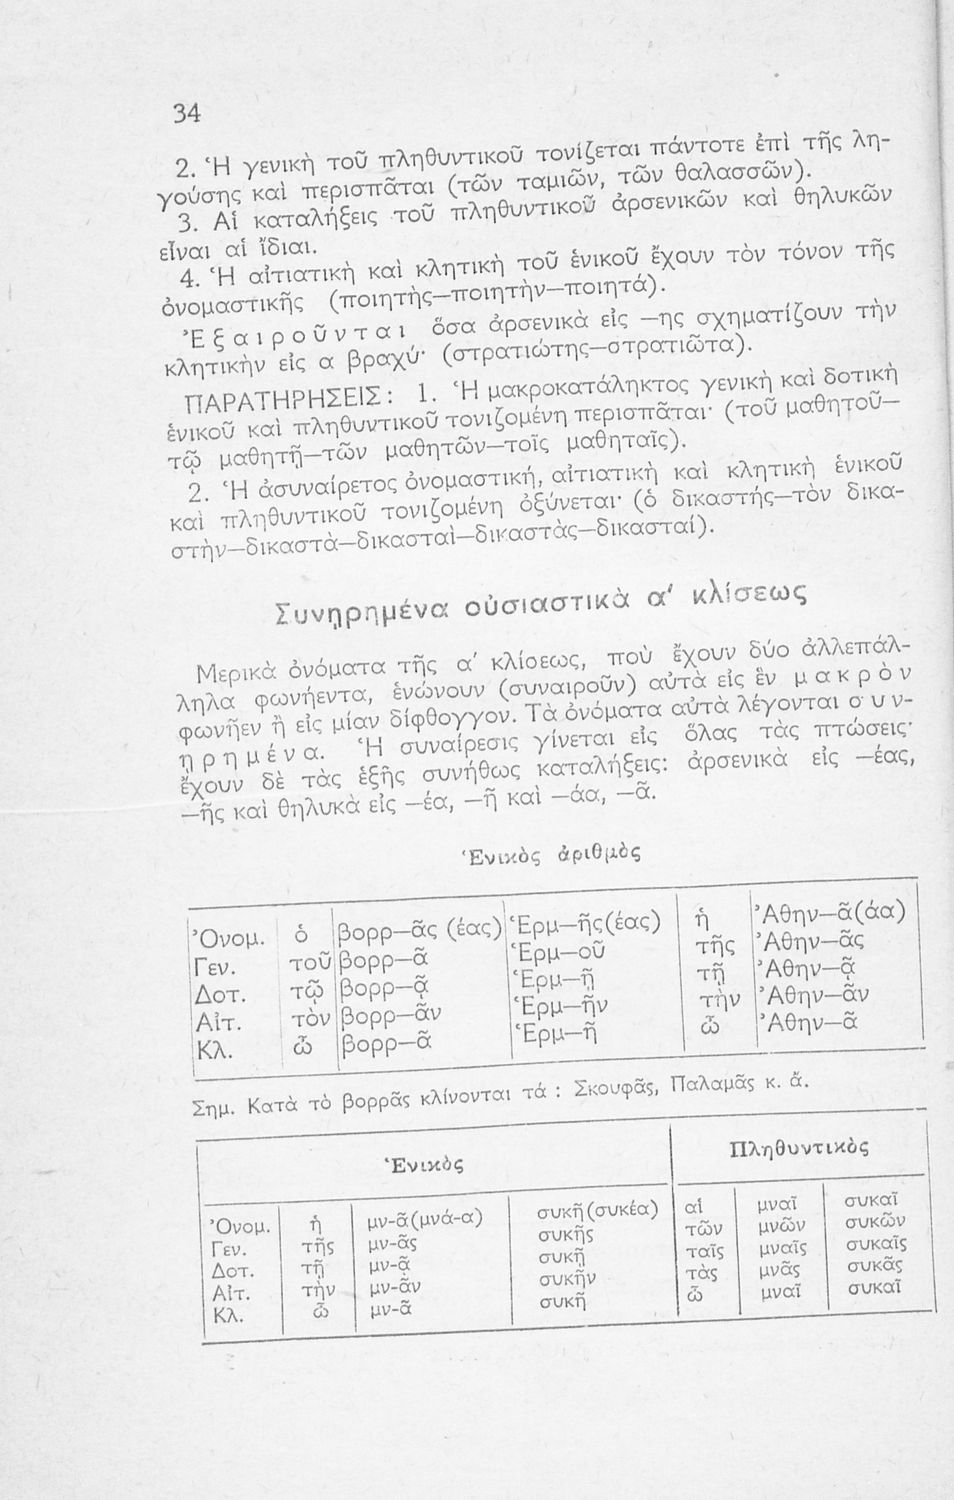 34
2. Ἡ γενικὴ τοῦ πληθυντικοῦ τονίζεται πάντοτε ἐπὶ τῆς λη-
γούσης καὶ περισπᾶται (τῶν ταμιῶν, τῶν θαλασσῶν).
3. Αἱ καταλήξεις τοῦ πληθυντικοῦ ἀρσενικῶν καὶ θηλυκῶν
εἶναι αἱ ἴδιαι.
4. Ἡ αἰτιατικὴ καὶ κλητικὴ τοῦ ἑνικοῦ ἔχουν τὸν τόνον τῆς
ὀνομαστικῆς (ποιητὴς—ποιητὴν—ποιητά).
Ἐξαιροῦνται ὅσα ἀρσενικὰ εἰς —ης σχηματίζουν τὴν
κλητικὴν εἰς α βραχύ· (στρατιώτης—στρατιῶτα).
ΠΑΡΑΤΗΡΗΣΕΙΣ: 1. Ἡ μακροκατάληκτος γενικὴ καὶ δοτικὴ
ἑνικοῦ καὶ πληθυντικοῦ τονιζομένη περισπᾶται· (τοῦ μαθητοῦ—
τῷ μαθητῇ—τῶν μαθητῶν—τοῖς μαθηταῖς).
2. Ἡ ἀσυναίρετος ὀνομαστική, αἰτιατικὴ καὶ κλητικὴ ἑνικοῦ
καὶ πληθυντικοῦ τονιζομένη ὀξύνεται· (ὁ δικαστής—τὸν δικα-
στὴν—δικαστὰ—δικασταὶ—δικαστὰς—δικασταί).
Συνῃρημένα οὐσιαστικὰ α′ κλίσεως
Μερικὰ ὀνόματα τῆς α′ κλίσεως, ποὺ ἔχουν δύο ἀλλεπάλ-
ληλα φωνήεντα, ἑνώνουν (συναιροῦν) αὐτὰ εἰς ἓν μακρὸν
φωνῆεν ἢ εἰς μίαν δίφθογγον. Τὰ ὀνόματα αὐτὰ λέγονται συν-
ῃρημένα. Ἡ συναίρεσις γίνεται εἰς ὅλας τὰς πτώσεις·
ἔχουν δὲ τὰς ἑξῆς συνήθως καταλήξεις: ἀρσενικὰ εἰς —έας,
—ῆς καὶ θηλυκὰ εἰς —έα, —ῆ καὶ —άα, —ᾶ.
Ἑνικὸς ἀριθμὸς
Ὀνομ. ὁ βορρ—ᾶς (έας) Ἑρμ—ῆς(έας) ἡ Ἀθην—ᾶ(άα)
Γεν. τοῦ βορρ—ᾶ Ἑρμ—οῦ τῆς Ἀθην—ᾶς
Δοτ. τῷ βορρ—ᾷ Ἑρμ—ῇ τῇ Ἀθην—ᾷ
Αἰτ. τὸν βορρ—ᾶν Ἑρμ—ῆν τὴν Ἀθην—ᾶν
Κλ. ὦ βορρ—ᾶ Ἑρμ—ῆ ὦ Ἀθην—ᾶ
Σημ. Κατὰ τὸ βορρᾶς κλίνονται τά : Σκουφᾶς, Παλαμᾶς κ. ἄ.
Ἑνικὸς Πληθυντικὸς
Ὀνομ. ἡ μν-ᾶ(μνά-α) συκῆ(συκέα) αἱ μναῖ συκαῖ
Γεν. τῆς μν-ᾶς συκῆς τῶν μνῶν συκῶν
Δοτ. τῇ μν-ᾷ συκῇ ταῖς μναῖς συκαῖς
Αἰτ. τὴν μν-ᾶν συκῆν τὰς μνᾶς συκᾶς
Κλ. ὦ μν-ᾶ συκῆ ὦ μναῖ συκαῖ